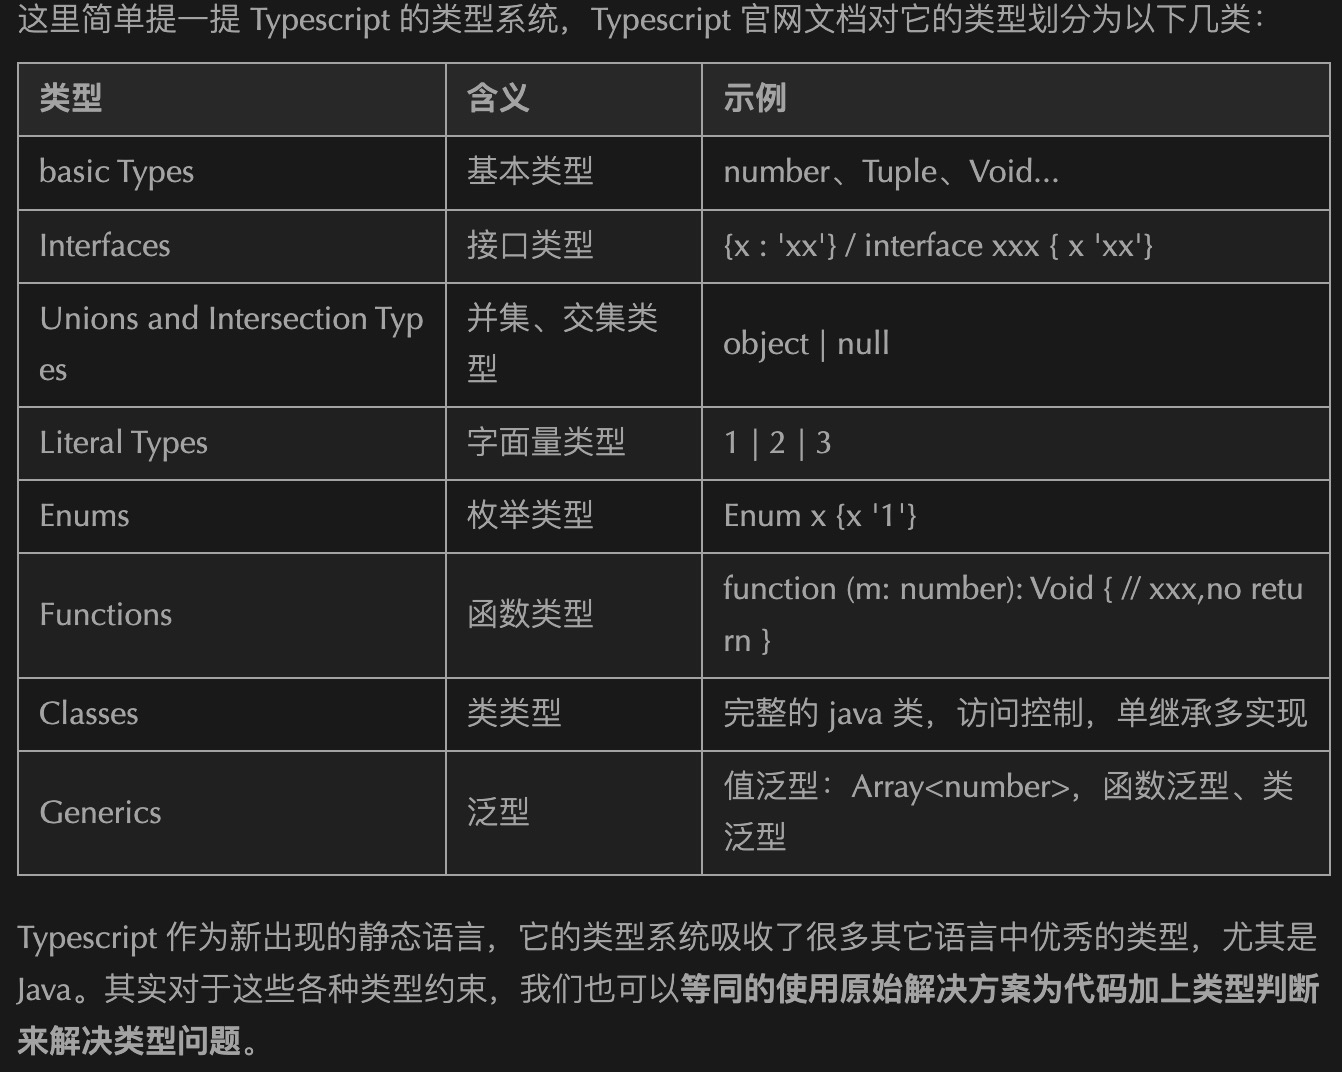 这里简单提一提 Typescript 的类型系统，Typescript 官网文档对它的类型划分为以下几类：
类型 含义 示例
basic Types 基本类型 number、Tuple、Void...
Interfaces 接口类型 {x : 'xx'} / interface xxx { x 'xx'}
Unions and Intersection Typ
es
并集、交集类
型
object | null
Literal Types 字面量类型 1 | 2 | 3
Enums 枚举类型 Enum x {x '1'}
Functions 函数类型
function (m: number): Void { // xxx,no retu
rn }
Classes 类类型 完整的 java 类，访问控制，单继承多实现
Generics 泛型
值泛型：Array<number>，函数泛型、类
泛型
Typescript 作为新出现的静态语言，它的类型系统吸收了很多其它语言中优秀的类型，尤其是
Java。其实对于这些各种类型约束，我们也可以等同的使用原始解决方案为代码加上类型判断
来解决类型问题。